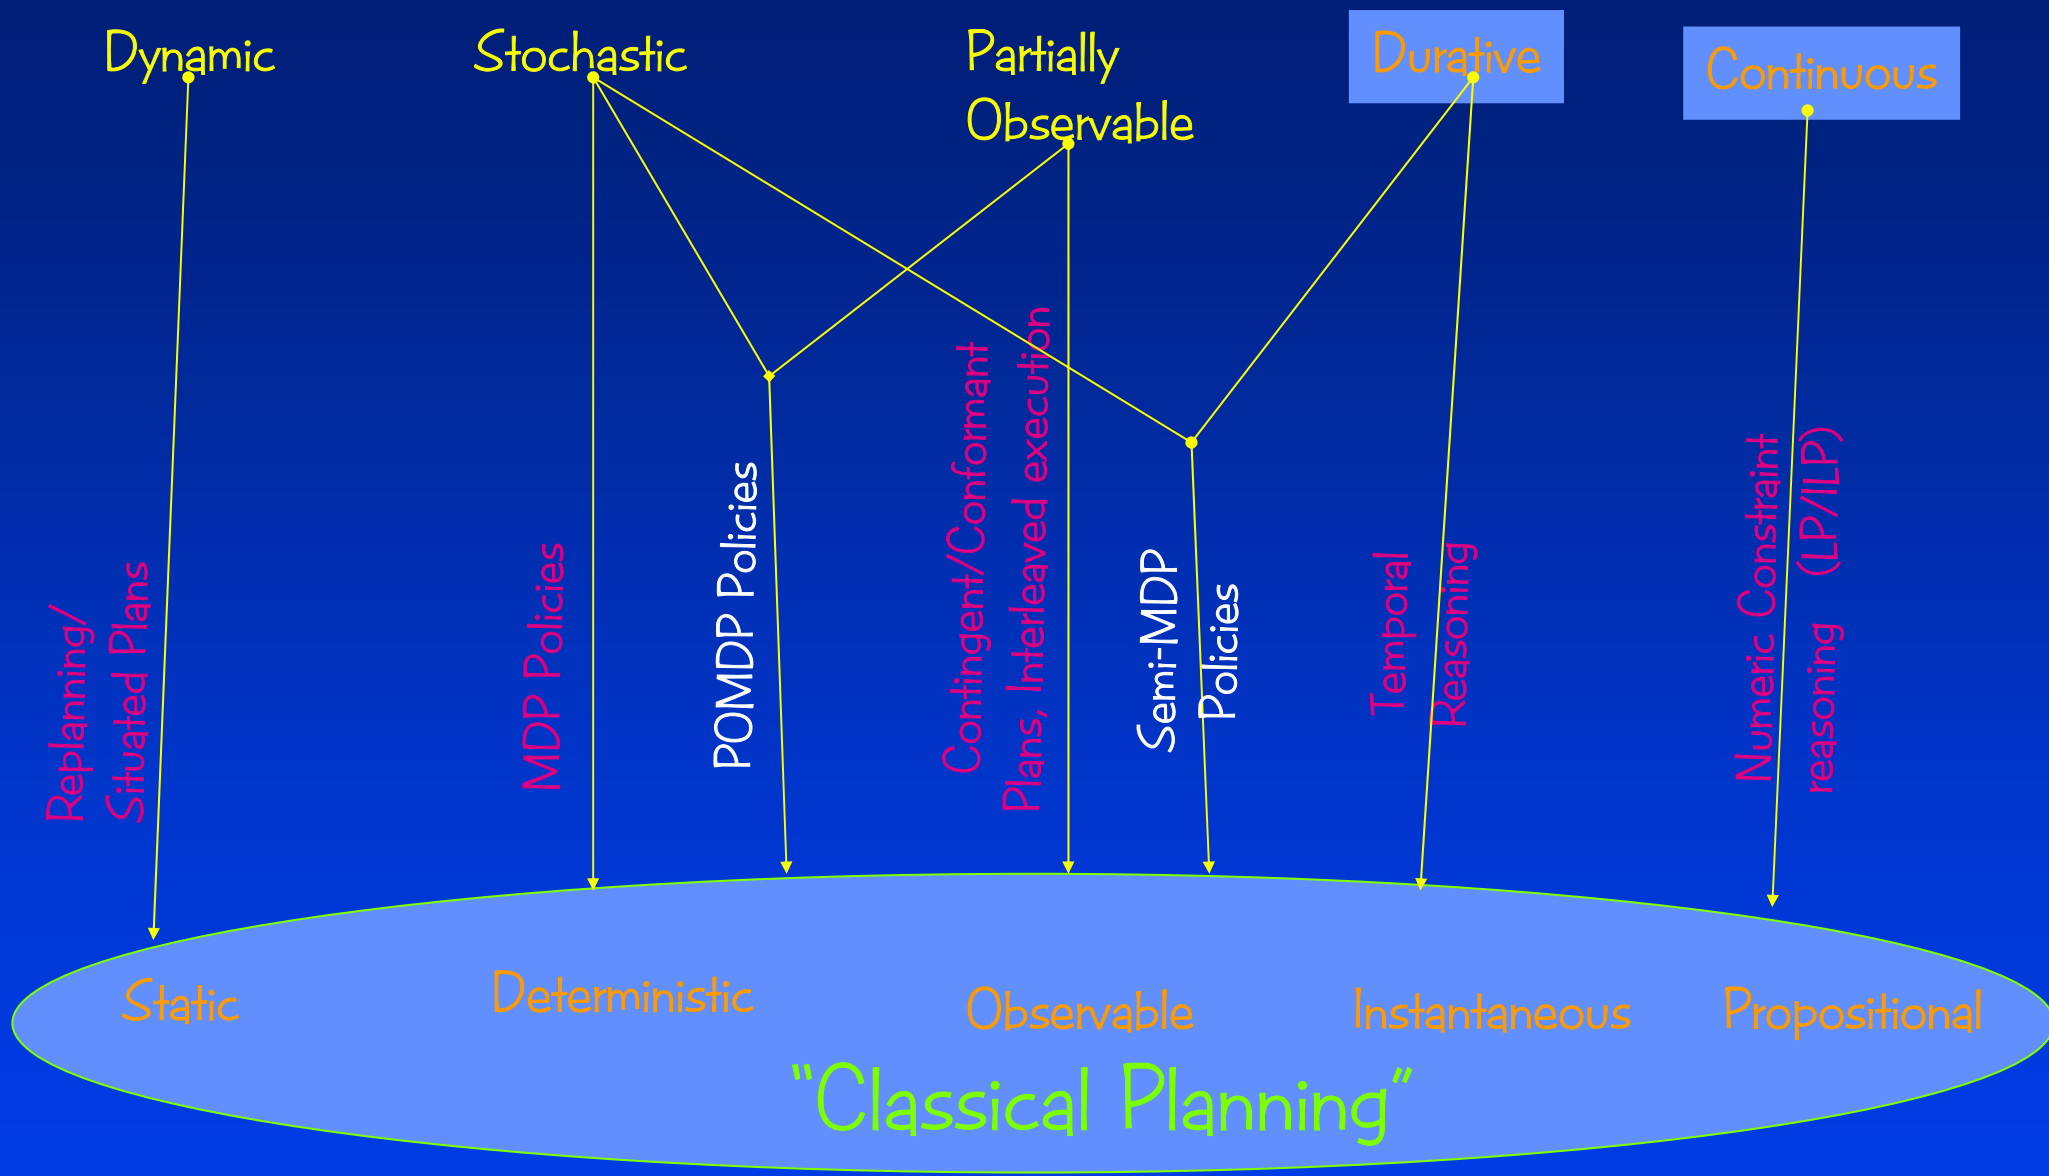 Dynamic
Stochastic
Partially
Observable
Durative
Continuous
Replanning/
Situated Plans
MDP Policies
POMDP Policies
Contingent/Conformant
Plans, Interleaved execution
Semi-MDP
Policies
Temporal
Reasoning
Numeric Constraint
reasoning (LP/ILP)
Static
Deterministic
Observable
Instantaneous
Propositional
“Classical Planning”